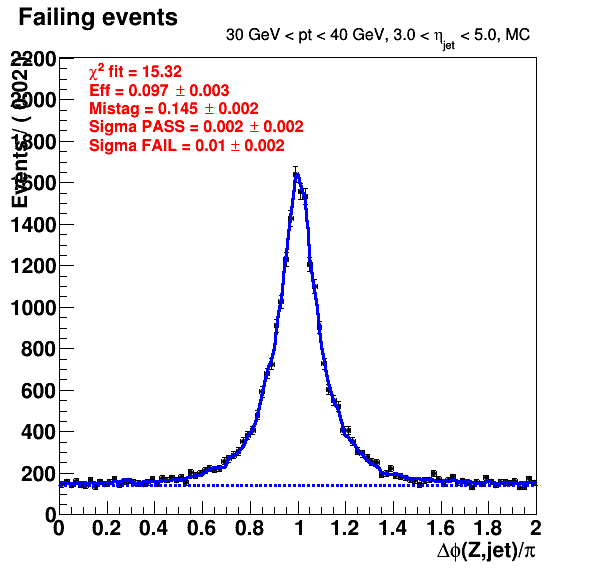 Failing events
30 GeV < pt < 40 GeV, 3.0 < η_jet < 5.0, MC
χ² fit = 15.32
Eff = 0.097 ± 0.003
Mistag = 0.145 ± 0.002
Sigma PASS = 0.002 ± 0.002
Sigma FAIL = 0.01 ± 0.002
Events / (
2200
2000
1800
1600
1400
1200
1000
800
600
400
200
0
0 0.2 0.4 0.6 0.8 1 1.2 1.4 1.6 1.8 2
Δϕ(Z,jet)/π